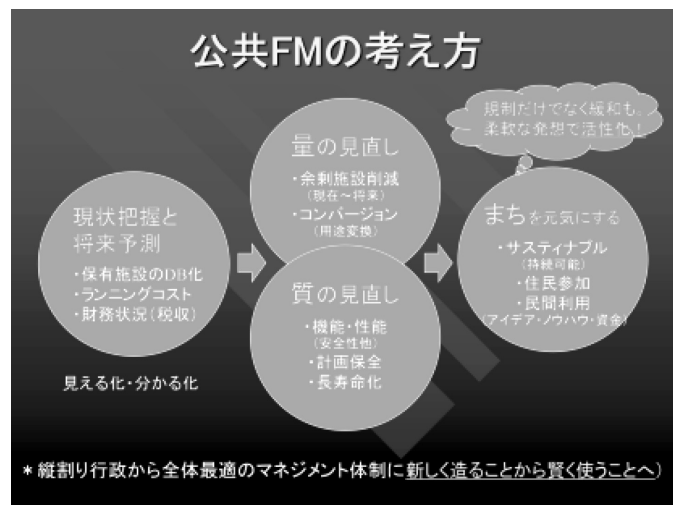 公共FMの考え方
規制だけでなく緩和も。
柔軟な発想で活性化！
現状把握と
将来予測
・保有施設のDB化
・ランニングコスト
・財務状況(税収)
見える化・分かる化
量の見直し
・余剰施設削減
(現在～将来)
・コンバージョン
(用途変換)
質の見直し
・機能・性能
(安全性他)
・計画保全
・長寿命化
まちを元気にする
・サスティナブル
(持続可能)
・住民参加
・民間利用
(アイデア・ノウハウ・資金)
＊縦割り行政から全体最適のマネジメント体制に新しく造ることから賢く使うことへ）